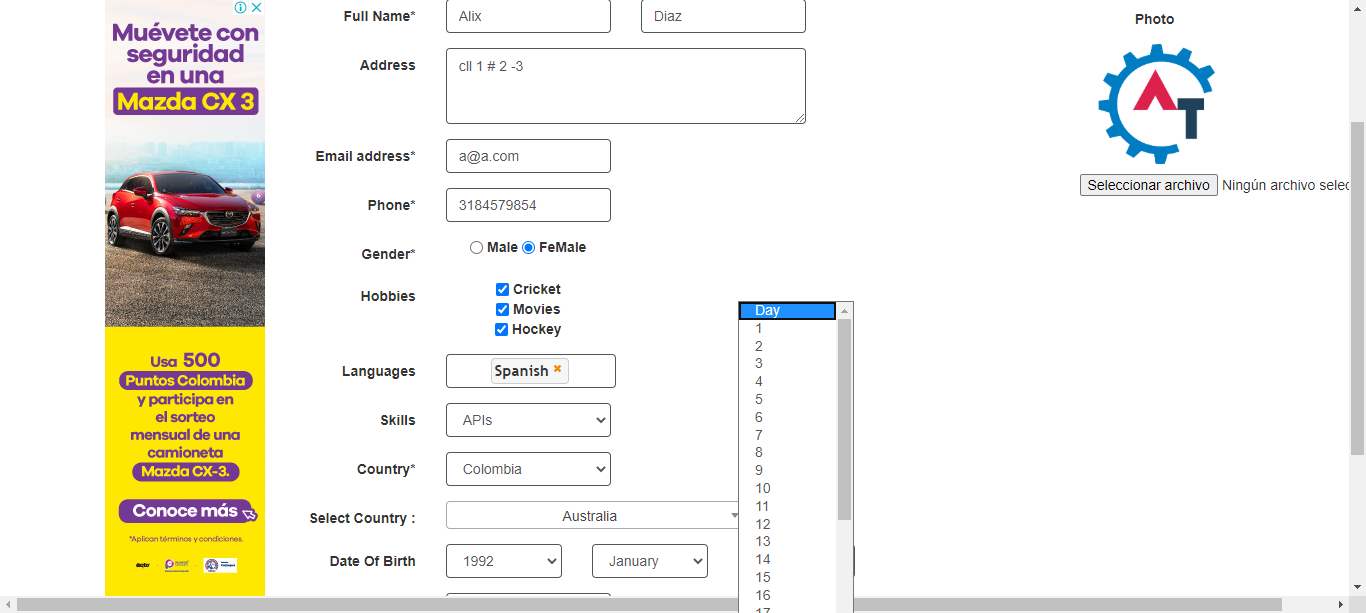 Muévete con
seguridad
en una
Mazda CX 3
Usa 500
Puntos Colombia
y participa en
el sorteo
mensual de una
camioneta
Mazda CX-3.
Conoce más
*Aplican términos y condiciones.
Full Name* Alix Diaz
Address cll 1 # 2 -3
Email address* a@a.com
Phone* 3184579854
Gender* Male FeMale
Hobbies Cricket
Movies
Hockey
Languages Spanish
Skills APIs
Country* Colombia
Select Country : Australia
Date Of Birth 1992 January
Day
1
2
3
4
5
6
7
8
9
10
11
12
13
14
15
16
17
Photo
AT
Seleccionar archivo Ningún archivo selec